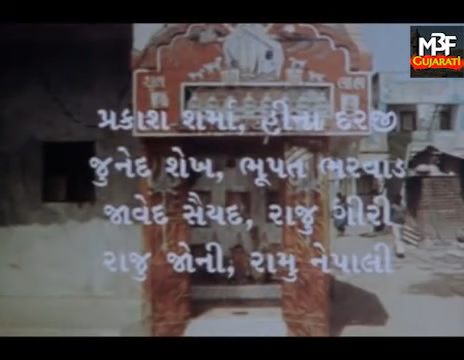 MBF
GUJARATI
પ્રકાશ શર્મા, હીના દરજી
જુનેદ શેખ, ભૂપત ભરવાડ
જાવેદ સૈયદ, રાજુ ગીરી
રાજુ જોની, રામુ નેપાલી